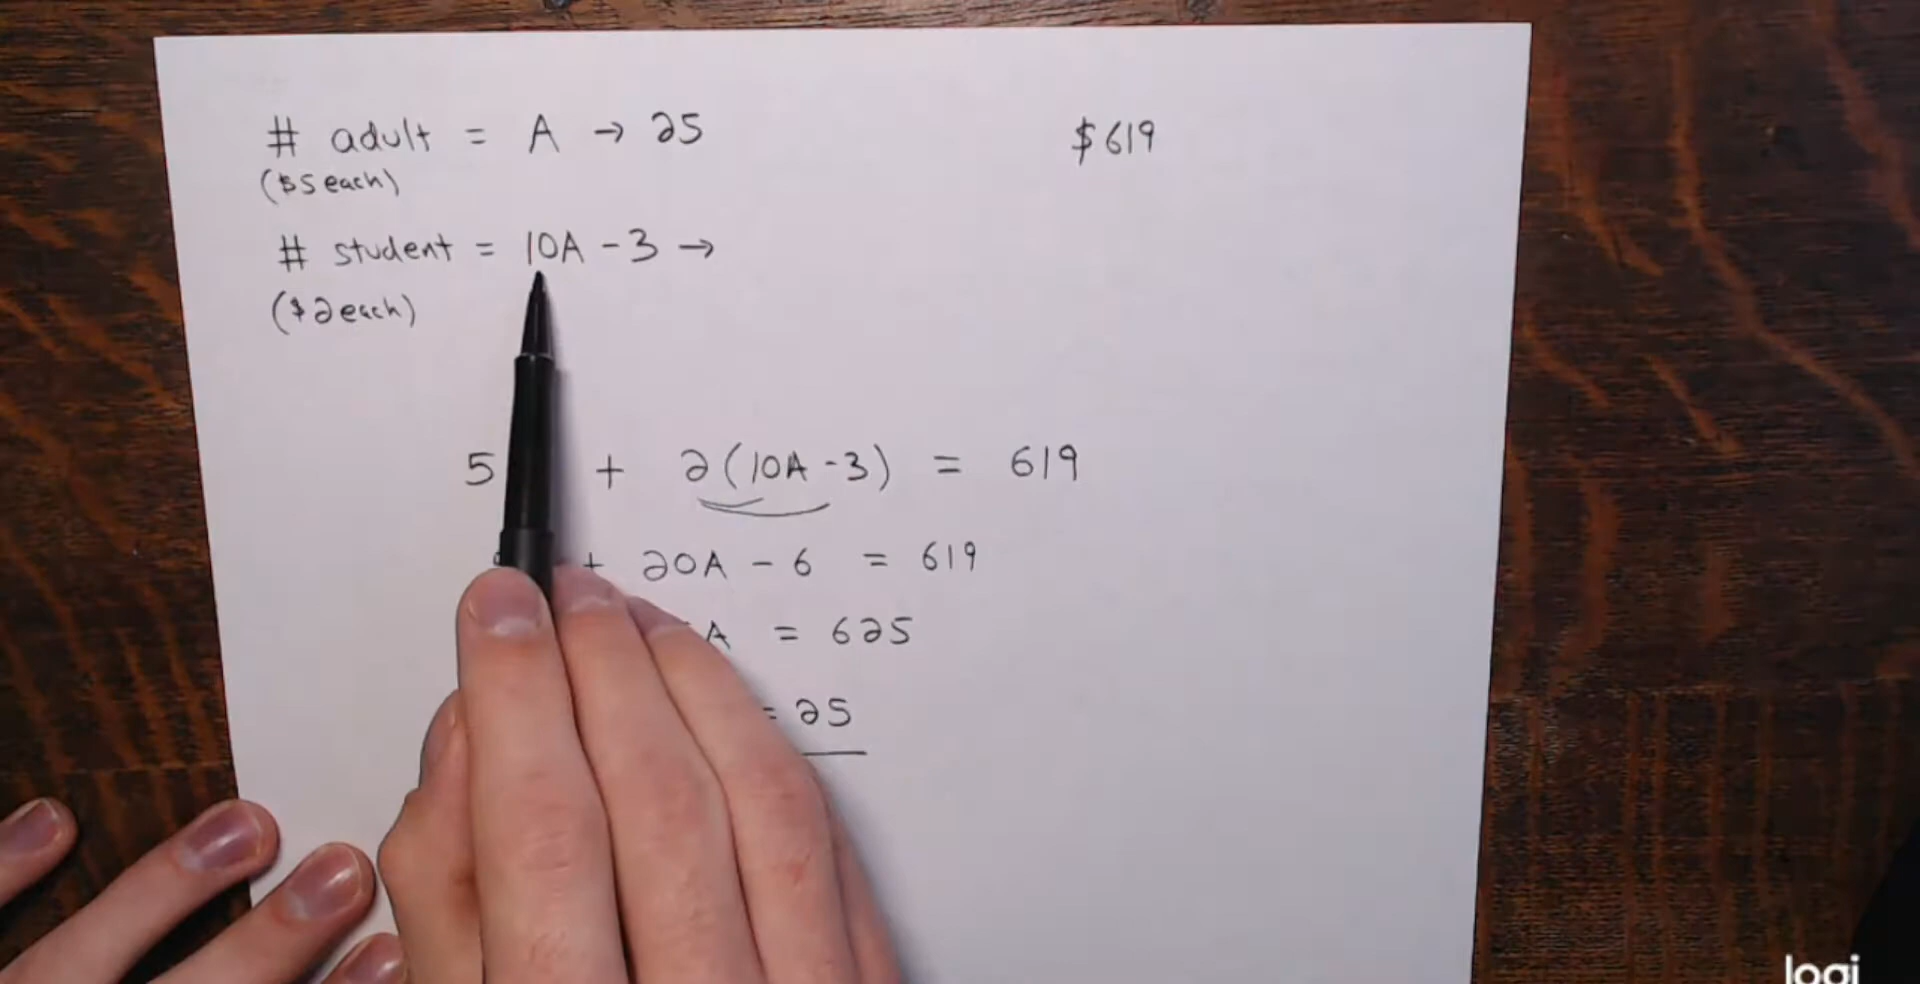 # adult = A → 25
$619
($5 each)
# student = 10A - 3 →
($2 each)
5 + 2(10A - 3) = 619
+ 20A - 6 = 619
A = 625
= 25
logi